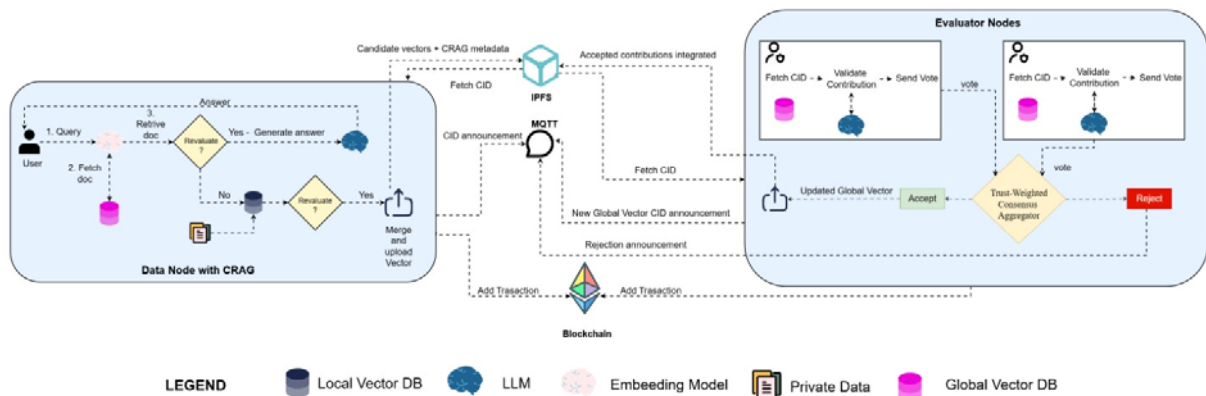 Evaluator Nodes
Candidate vectors + CRAG metadata
Accepted contributions integrated
Fetch CID
IPFS
Fetch CID
Validate
Contribution
Send Vote
Fetch CID
Validate
Contribution
Send Vote
vote
vote
Answer
1. Query
User
2. Fetch
doc
3.
Retrive
doc
Revaluate
?
Yes - Generate answer
No
Revaluate
?
Yes
Merge
and
upload
Vector
Data Node with CRAG
MQTT
CID announcement
Fetch CID
New Global Vector CID announcement
Rejection announcement
Updated Global Vector
Accept
Trust-Weighted
Consensus
Aggregator
Reject
Add Trasaction
Add Trasaction
Blockchain
LEGEND
Local Vector DB
LLM
Embeeding Model
Private Data
Global Vector DB